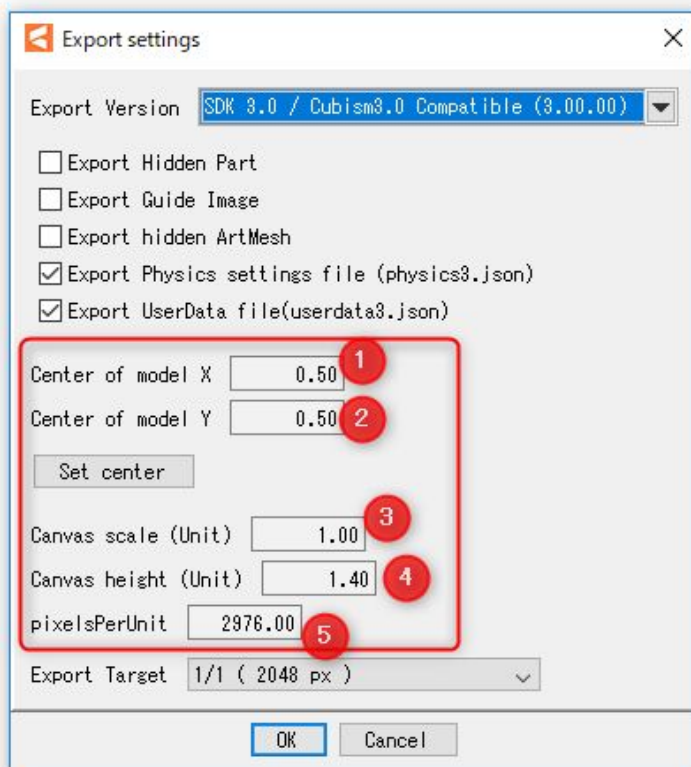 Export settings
Export Version SDK 3.0 / Cubism3.0 Compatible (3.00.00)
Export Hidden Part
Export Guide Image
Export hidden ArtMesh
Export Physics settings file (physics3.json)
Export UserData file(userdata3.json)
Center of model X 0.50 1
Center of model Y 0.50 2
Set center
Canvas scale (Unit) 1.00 3
Canvas height (Unit) 1.40 4
pixelsPerUnit 2976.00 5
Export Target 1/1 ( 2048 px )
OK Cancel